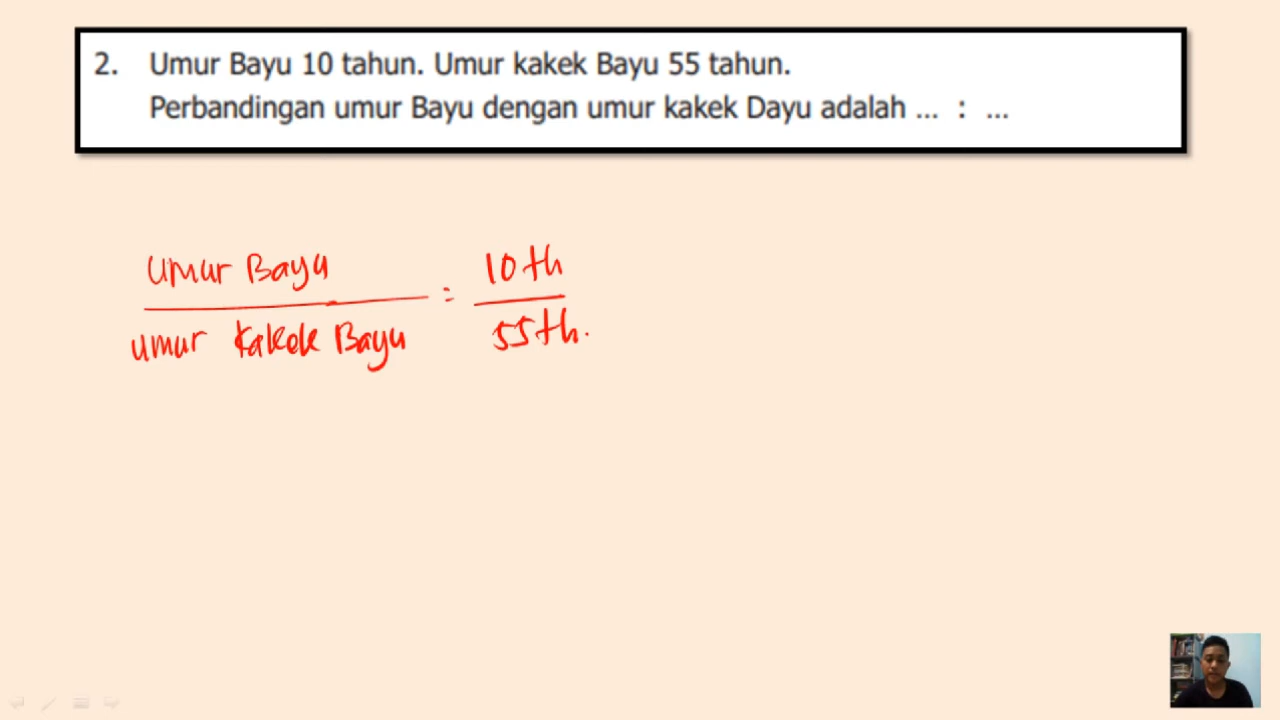 2. Umur Bayu 10 tahun. Umur kakek Bayu 55 tahun.
Perbandingan umur Bayu dengan umur kakek Dayu adalah ... : ...
umur Bayu = 10 th
umur kakek Bayu 55 th.